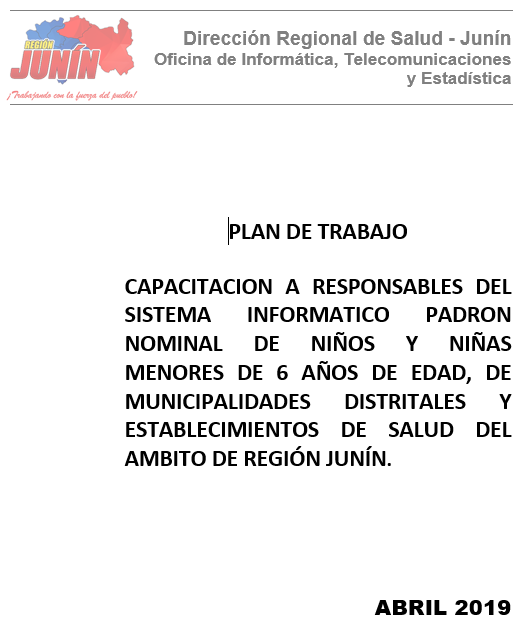 REGIÓN
JUNÍN
¡Trabajando con la fuerza del pueblo!
Dirección Regional de Salud - Junín
Oficina de Informática, Telecomunicaciones
y Estadística
PLAN DE TRABAJO
CAPACITACION A RESPONSABLES DEL
SISTEMA INFORMATICO PADRON
NOMINAL DE NIÑOS Y NIÑAS
MENORES DE 6 AÑOS DE EDAD, DE
MUNICIPALIDADES DISTRITALES Y
ESTABLECIMIENTOS DE SALUD DEL
AMBITO DE REGIÓN JUNÍN.
ABRIL 2019